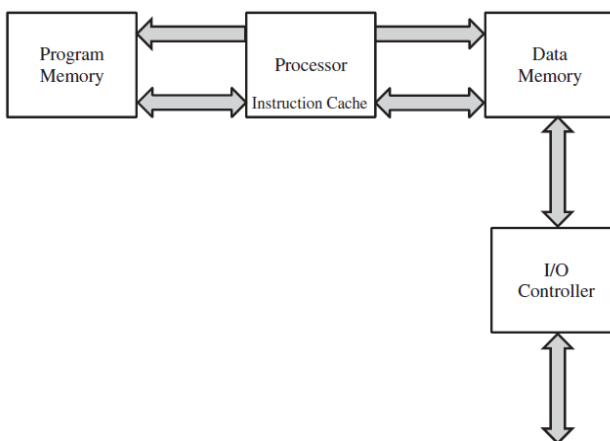 Program
Memory
Processor
Instruction Cache
Data
Memory
I/O
Controller